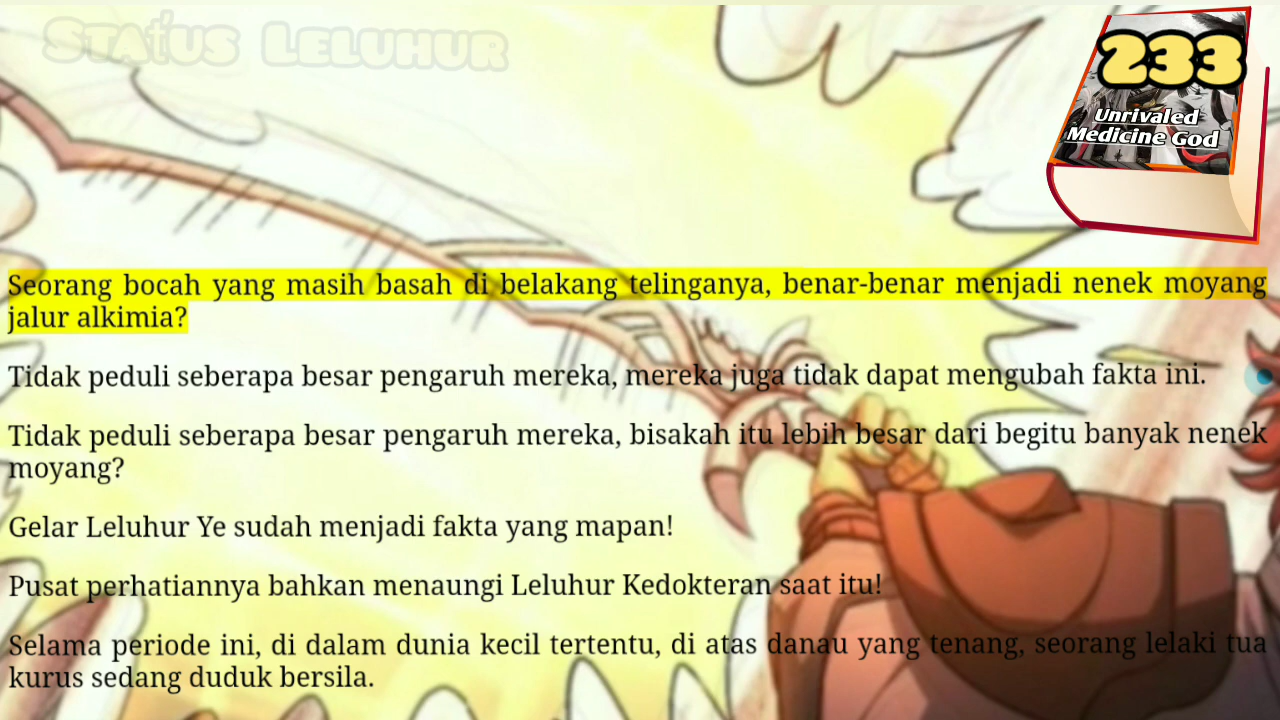 Status Leluhur
233
Unrivaled
Medicine God
Seorang bocah yang masih basah di belakang telinganya, benar-benar menjadi nenek moyang
jalur alkimia?
Tidak peduli seberapa besar pengaruh mereka, mereka juga tidak dapat mengubah fakta ini.
Tidak peduli seberapa besar pengaruh mereka, bisakah itu lebih besar dari begitu banyak nenek
moyang?
Gelar Leluhur Ye sudah menjadi fakta yang mapan!
Pusat perhatiannya bahkan menaungi Leluhur Kedokteran saat itu!
Selama periode ini, di dalam dunia kecil tertentu, di atas danau yang tenang, seorang lelaki tua
kurus sedang duduk bersila.